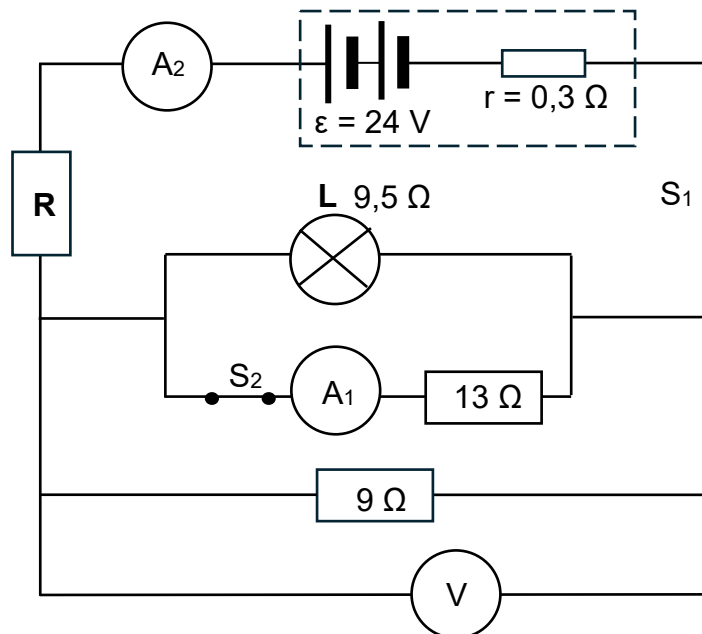 A₂
ε = 24 V
r = 0,3 Ω
R
L 9,5 Ω
S₁
S₂
A₁
13 Ω
9 Ω
V